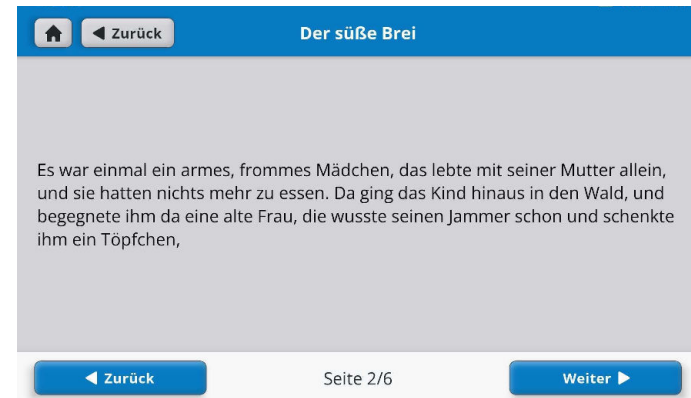 Zurück
Der süße Brei
Es war einmal ein armes, frommes Mädchen, das lebte mit seiner Mutter allein,
und sie hatten nichts mehr zu essen. Da ging das Kind hinaus in den Wald, und
begegnete ihm da eine alte Frau, die wusste seinen Jammer schon und schenkte
ihm ein Töpfchen,
Zurück
Seite 2/6
Weiter